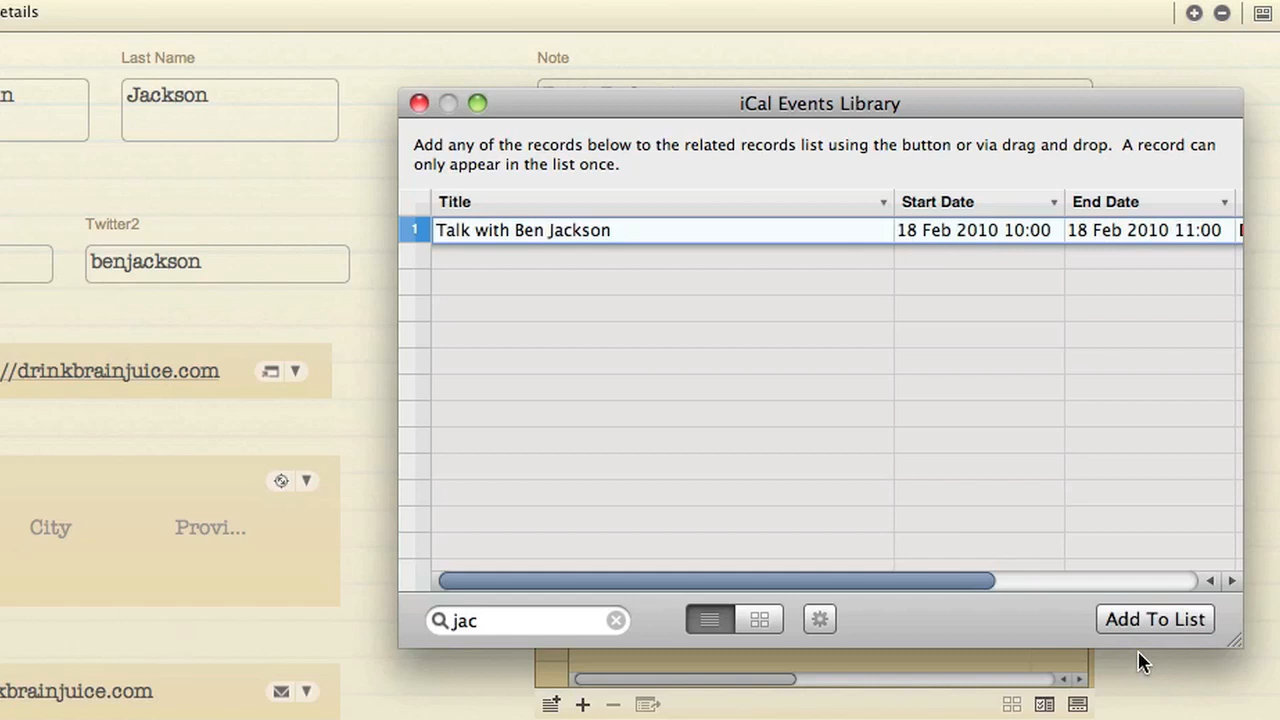 etails
Last Name
Note
n
Jackson
iCal Events Library
Add any of the records below to the related records list using the button or via drag and drop. A record can
only appear in the list once.
Title
Start Date
End Date
1
Talk with Ben Jackson
18 Feb 2010 10:00
18 Feb 2010 11:00
Twitter2
benjackson
//drinkbrainjuice.com
City
Provi...
jac
Add To List
kbrainjuice.com